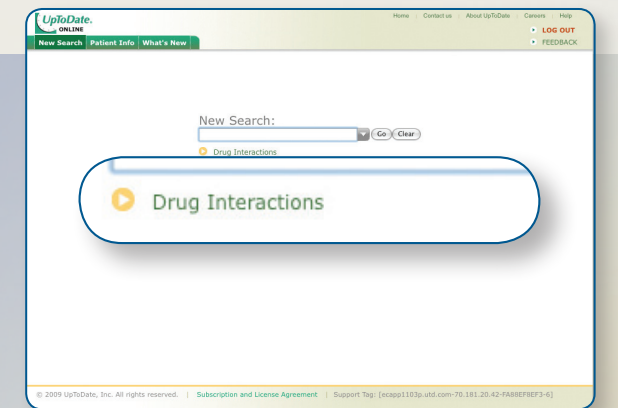 UpToDate.
ONLINE
Home | Contact us | About UpToDate | Careers | Help
LOG OUT
FEEDBACK
New Search Patient Info What's New
New Search:
Go Clear
Drug Interactions
Drug Interactions
© 2009 UpToDate, Inc. All rights reserved. | Subscription and License Agreement | Support Tag: [ecapp1103p.utd.com-70.181.20.42-FA88EF8EF3-6]